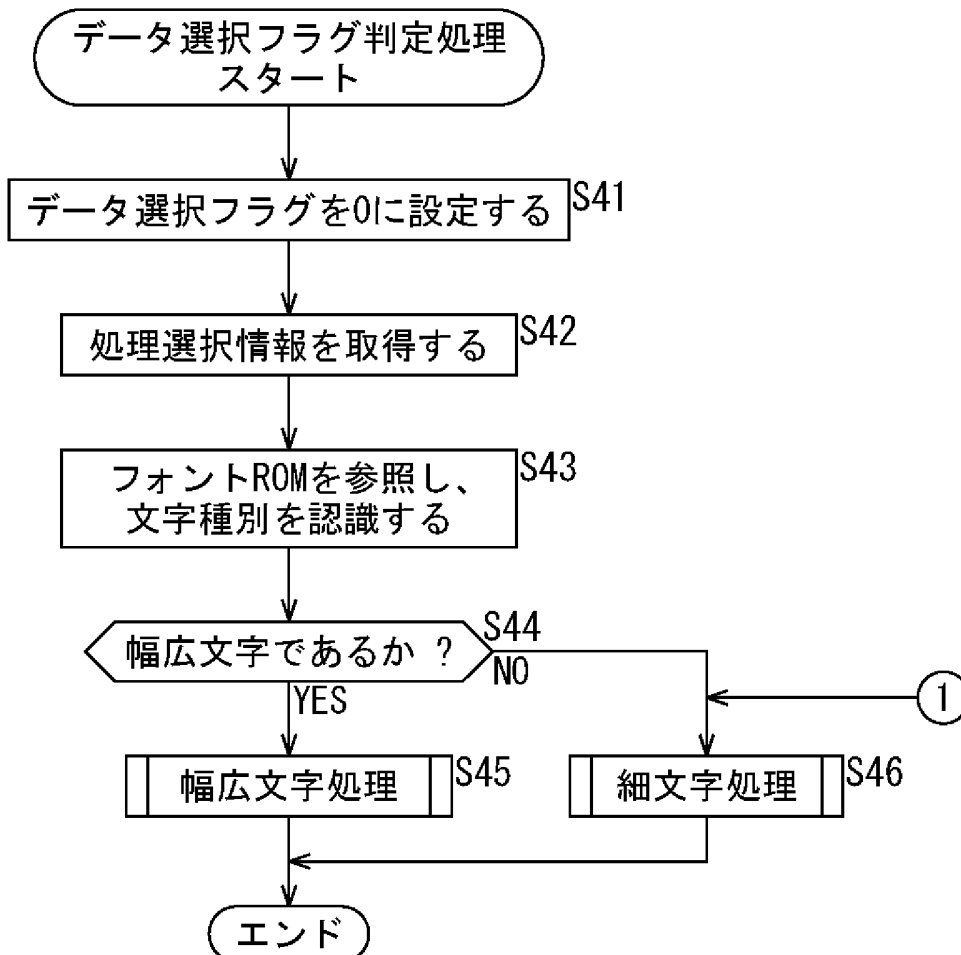 データ選択フラグ判定処理
スタート
データ選択フラグを0に設定する
S41
処理選択情報を取得する
S42
フォントROMを参照し、
文字種別を認識する
S43
幅広文字であるか ?
S44
NO
YES
1
幅広文字処理
S45
細文字処理
S46
エンド